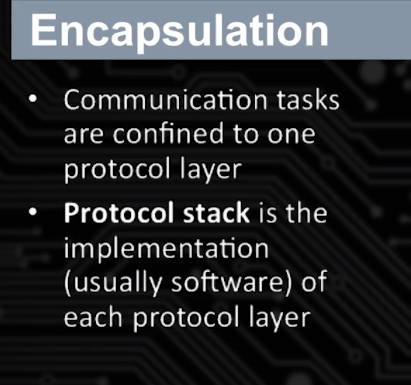 Encapsulation
• Communication tasks
are confined to one
protocol layer
• Protocol stack is the
implementation
(usually software) of
each protocol layer